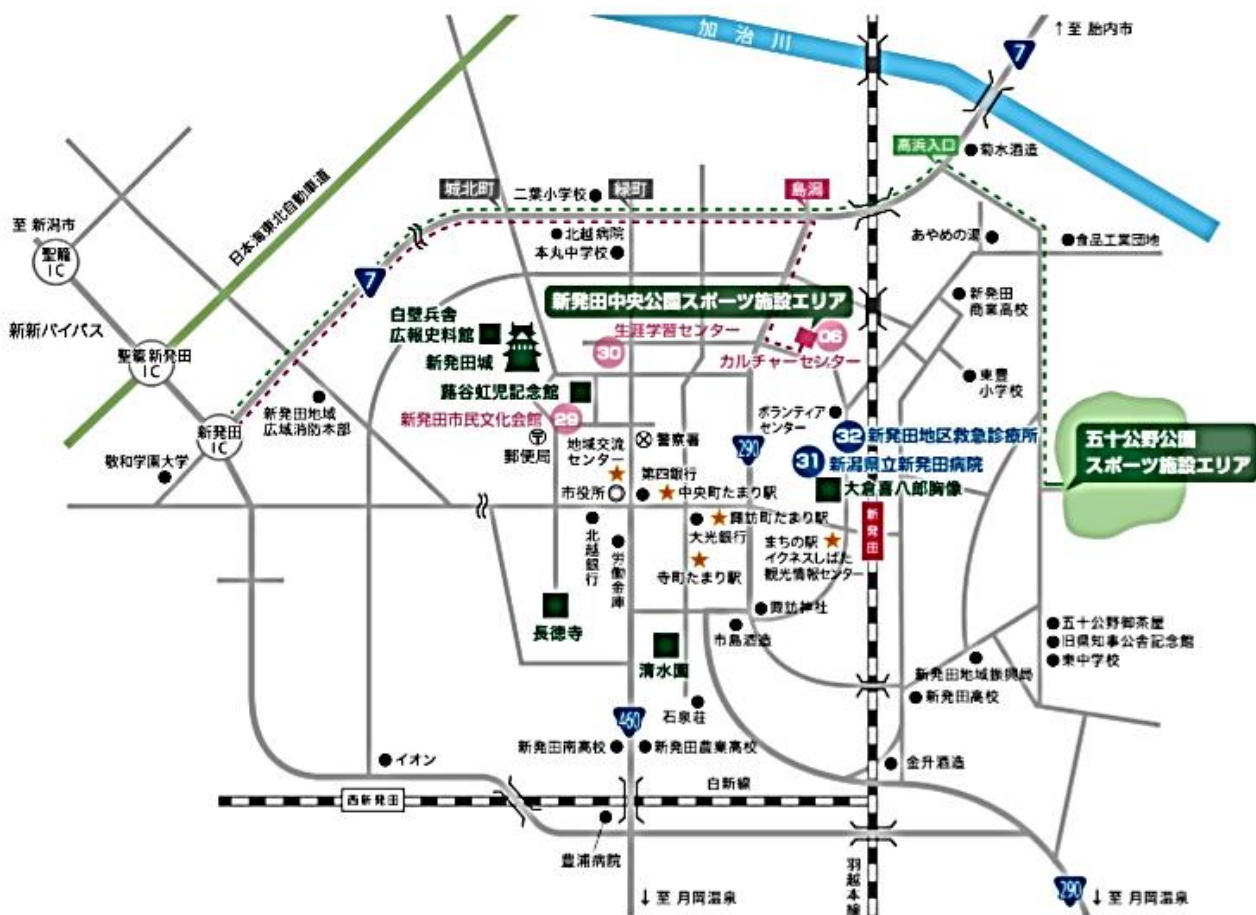 加治川
↑至 胎内市
7
高浜入口
菊水酒造
城北町
二葉小学校
緑町
島潟
至 新潟市
日本海東北自動車道
北越病院
本丸中学校
あやめの湯
食品工業団地
聖籠
IC
7
新発田中央公園スポーツ施設エリア
新発田
商業高校
新新バイパス
白壁兵舎
広報史料館
生涯学習センター
06
30
新発田城
カルチャーセンター
聖籠新発田
IC
東豊
小学校
蕗谷虹児記念館
新発田市民文化会館
29
ボランティア
センター
新発田
IC
新発田地域
広域消防本部
郵便局
地域交流
センター
警察署
290
32
新発田地区救急診療所
五十公野公園
スポーツ施設エリア
敬和学園大学
31
新潟県立新発田病院
第四銀行
市役所
中央町たまり駅
大倉喜八郎胸像
諏訪町たまり駅
大光銀行
新発田
北越銀行
労働金庫
まちの駅
イクネスしばた
観光情報センター
寺町たまり駅
長徳寺
諏訪神社
市島酒造
五十公野御茶屋
旧県知事公舎記念館
東中学校
清水園
新発田地域振興局
新発田高校
石泉荘
460
新発田南高校
新発田農業高校
イオン
金升酒造
西新発田
白新線
豊浦病院
羽越本線
↓至 月岡温泉
290
↓至 月岡温泉